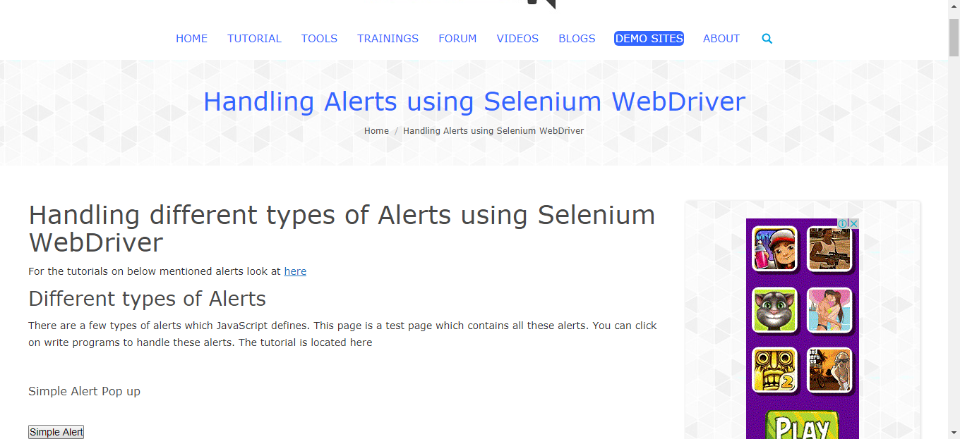 HOME TUTORIAL TOOLS TRAININGS FORUM VIDEOS BLOGS DEMO SITES ABOUT
Handling Alerts using Selenium WebDriver
Home / Handling Alerts using Selenium WebDriver
Handling different types of Alerts using Selenium
WebDriver
For the tutorials on below mentioned alerts look at here
Different types of Alerts
There are a few types of alerts which JavaScript defines. This page is a test page which contains all these alerts. You can click
on write programs to handle these alerts. The tutorial is located here
Simple Alert Pop up
Simple Alert
2
PLAY